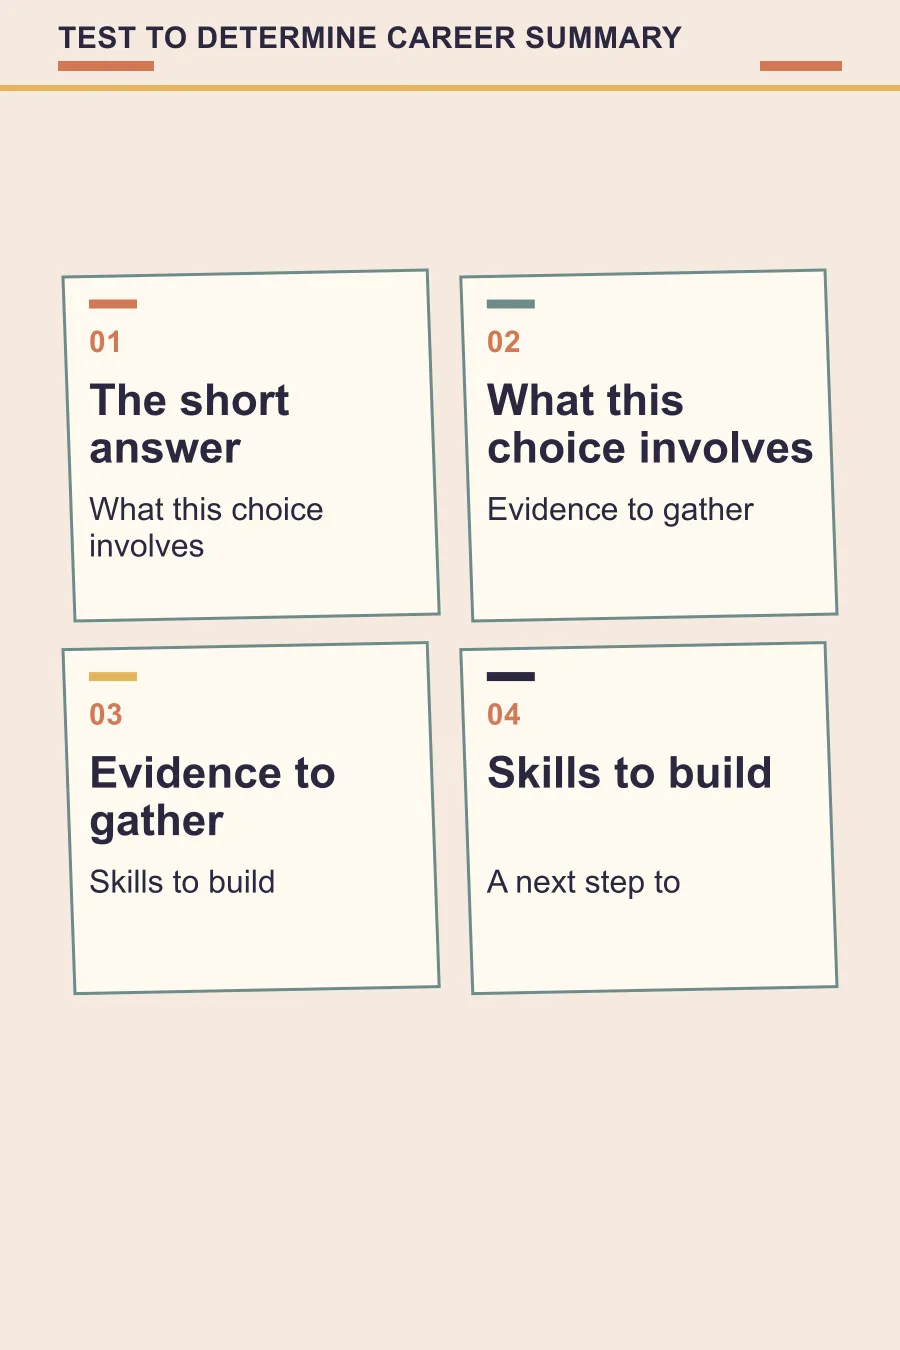 TEST TO DETERMINE CAREER SUMMARY
01
The short
answer
What this choice
involves
02
What this
choice involves
Evidence to gather
03
Evidence to
gather
Skills to build
04
Skills to build
A next step to